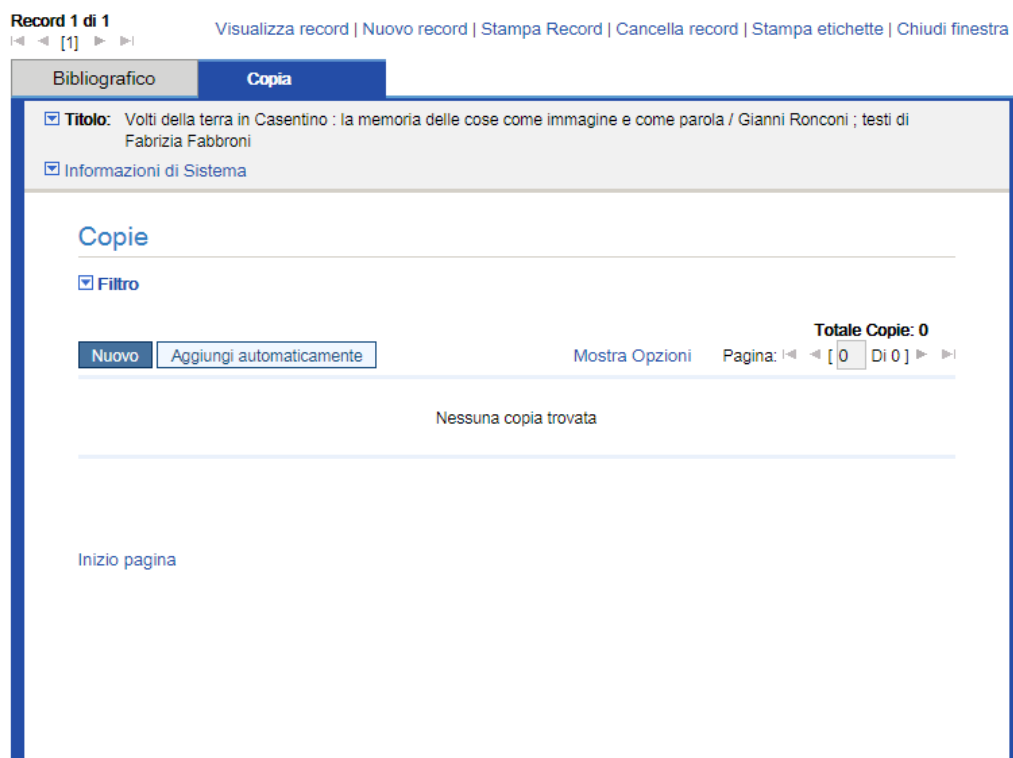 Record 1 di 1
[1]
Visualizza record | Nuovo record | Stampa Record | Cancella record | Stampa etichette | Chiudi finestra
Bibliografico
Copia
Titolo: Volti della terra in Casentino : la memoria delle cose come immagine e come parola / Gianni Ronconi ; testi di
Fabrizia Fabbroni
Informazioni di Sistema
Copie
Filtro
Totale Copie: 0
Nuovo Aggiungi automaticamente Mostra Opzioni Pagina: [ 0 Di 0 ]
Nessuna copia trovata
Inizio pagina